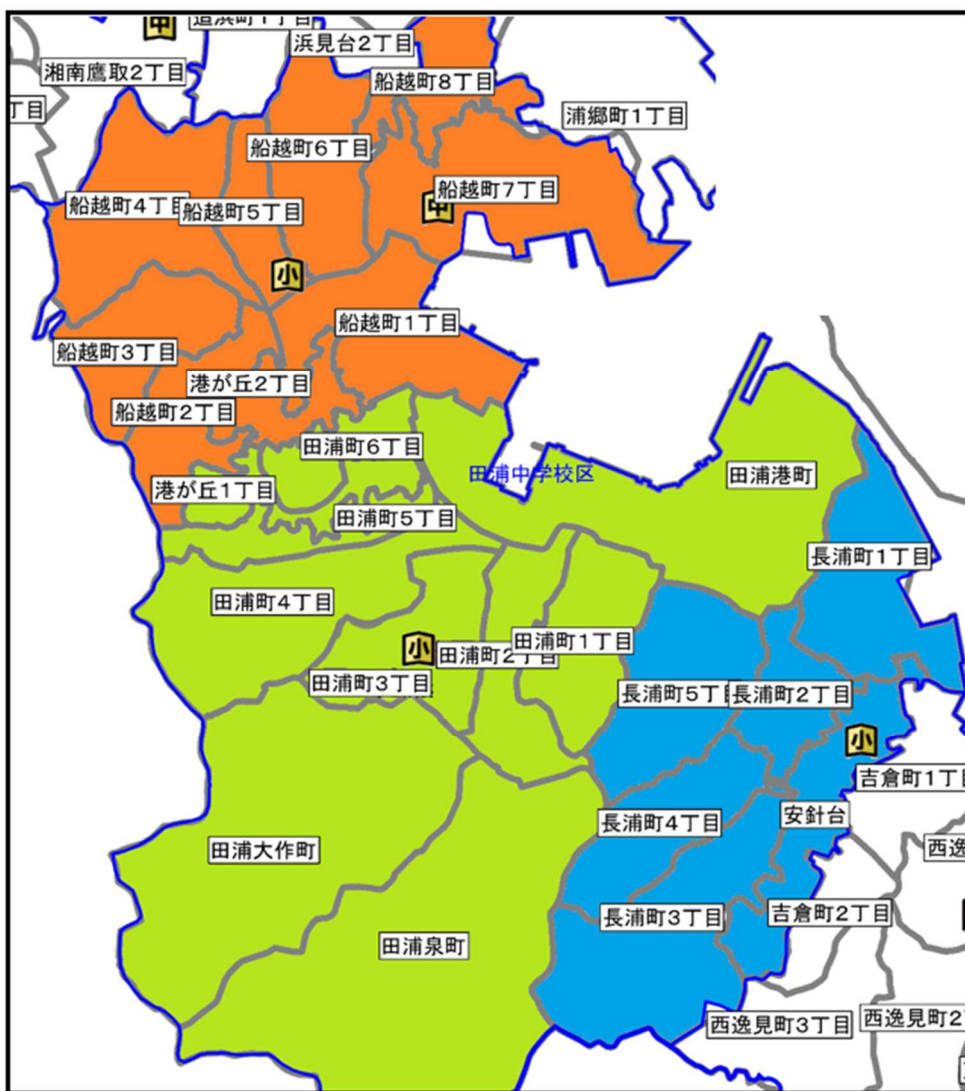 追浜町1丁目
中
浜見台2丁目
湘南鷹取2丁目
船越町8丁目
丁目
浦郷町1丁目
船越町6丁目
船越町7丁目
中
船越町4丁目
船越町5丁目
小
船越町1丁目
船越町3丁目
港が丘2丁目
船越町2丁目
田浦町6丁目
田浦中学校区
田浦港町
港が丘1丁目
田浦町5丁目
長浦町1丁目
田浦町4丁目
小
田浦町2丁目
田浦町1丁目
田浦町3丁目
長浦町5丁目
長浦町2丁目
小
吉倉町1丁目
長浦町4丁目
安針台
田浦大作町
西逸
長浦町3丁目
吉倉町2丁目
田浦泉町
西逸見町3丁目
西逸見町2